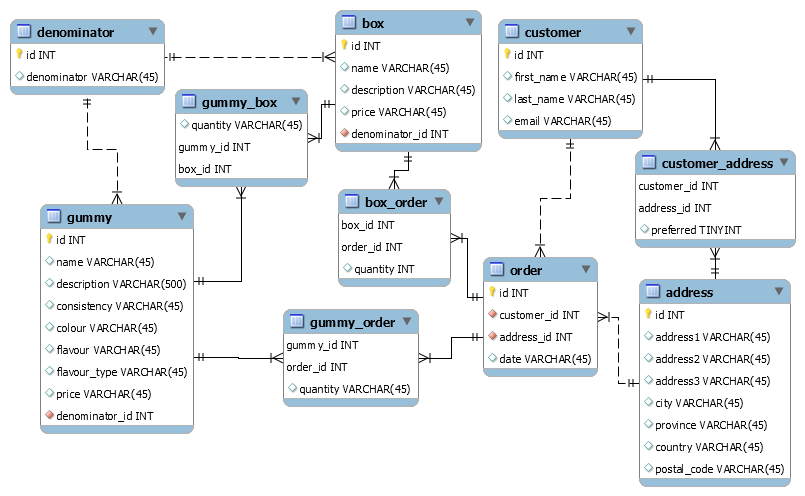 denominator
id INT
denominator VARCHAR(45)
box
id INT
name VARCHAR(45)
description VARCHAR(45)
price VARCHAR(45)
denominator_id INT
customer
id INT
first_name VARCHAR(45)
last_name VARCHAR(45)
email VARCHAR(45)
gummy_box
quantity VARCHAR(45)
gummy_id INT
box_id INT
customer_address
customer_id INT
address_id INT
preferred TINYINT
box_order
box_id INT
order_id INT
quantity INT
gummy
id INT
name VARCHAR(45)
description VARCHAR(500)
consistency VARCHAR(45)
colour VARCHAR(45)
flavour VARCHAR(45)
flavour_type VARCHAR(45)
price VARCHAR(45)
denominator_id INT
order
id INT
customer_id INT
address_id INT
date VARCHAR(45)
address
id INT
address1 VARCHAR(45)
address2 VARCHAR(45)
address3 VARCHAR(45)
city VARCHAR(45)
province VARCHAR(45)
country VARCHAR(45)
postal_code VARCHAR(45)
gummy_order
gummy_id INT
order_id INT
quantity VARCHAR(45)